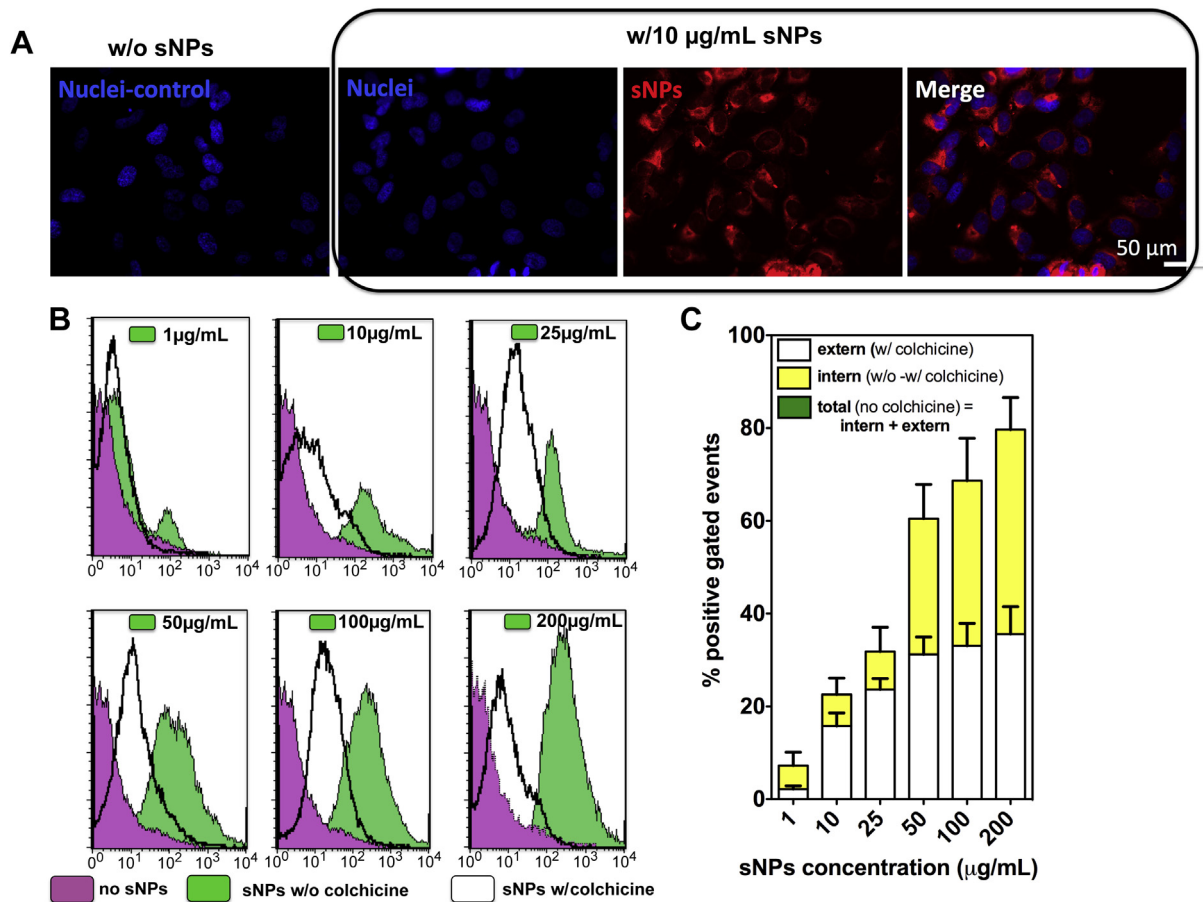 A
w/o sNPs
w/10 µg/mL sNPs
Nuclei-control
Nuclei
sNPs
Merge
50 µm
B
1µg/mL
10µg/mL
25µg/mL
10⁰ 10¹ 10² 10³ 10⁴
10⁰ 10¹ 10² 10³ 10⁴
10⁰ 10¹ 10² 10³ 10⁴
50µg/mL
100µg/mL
200µg/mL
10⁰ 10¹ 10² 10³ 10⁴
10⁰ 10¹ 10² 10³ 10⁴
10⁰ 10¹ 10² 10³ 10⁴
no sNPs
sNPs w/o colchicine
sNPs w/colchicine
C
extern (w/ colchicine)
intern (w/o -w/ colchicine)
total (no colchicine) =
intern + extern
% positive gated events
100
80
60
40
20
0
1 10 25 50 100 200
sNPs concentration (µg/mL)